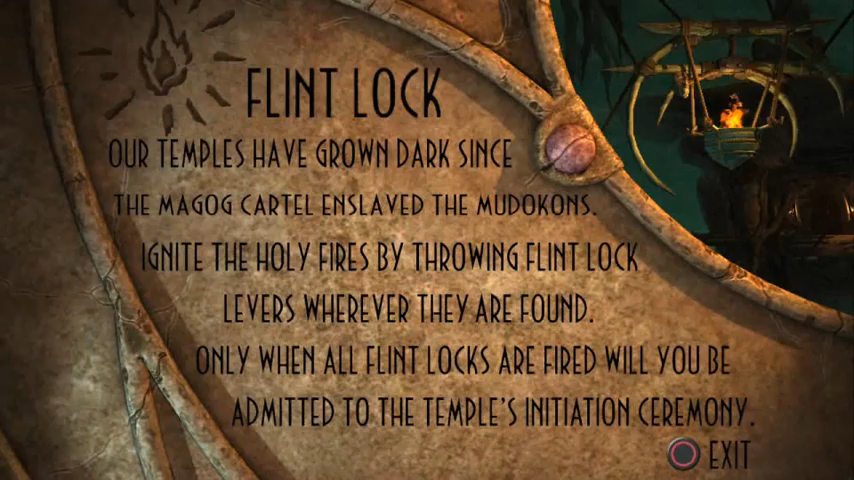 FLINT LOCK
OUR TEMPLES HAVE GROWN DARK SINCE
THE MAGOG CARTEL ENSLAVED THE MUDOKONS.
IGNITE THE HOLY FIRES BY THROWING FLINT LOCK
LEVERS WHEREVER THEY ARE FOUND.
ONLY WHEN ALL FLINT LOCKS ARE FIRED WILL YOU BE
ADMITTED TO THE TEMPLE'S INITIATION CEREMONY.
EXIT